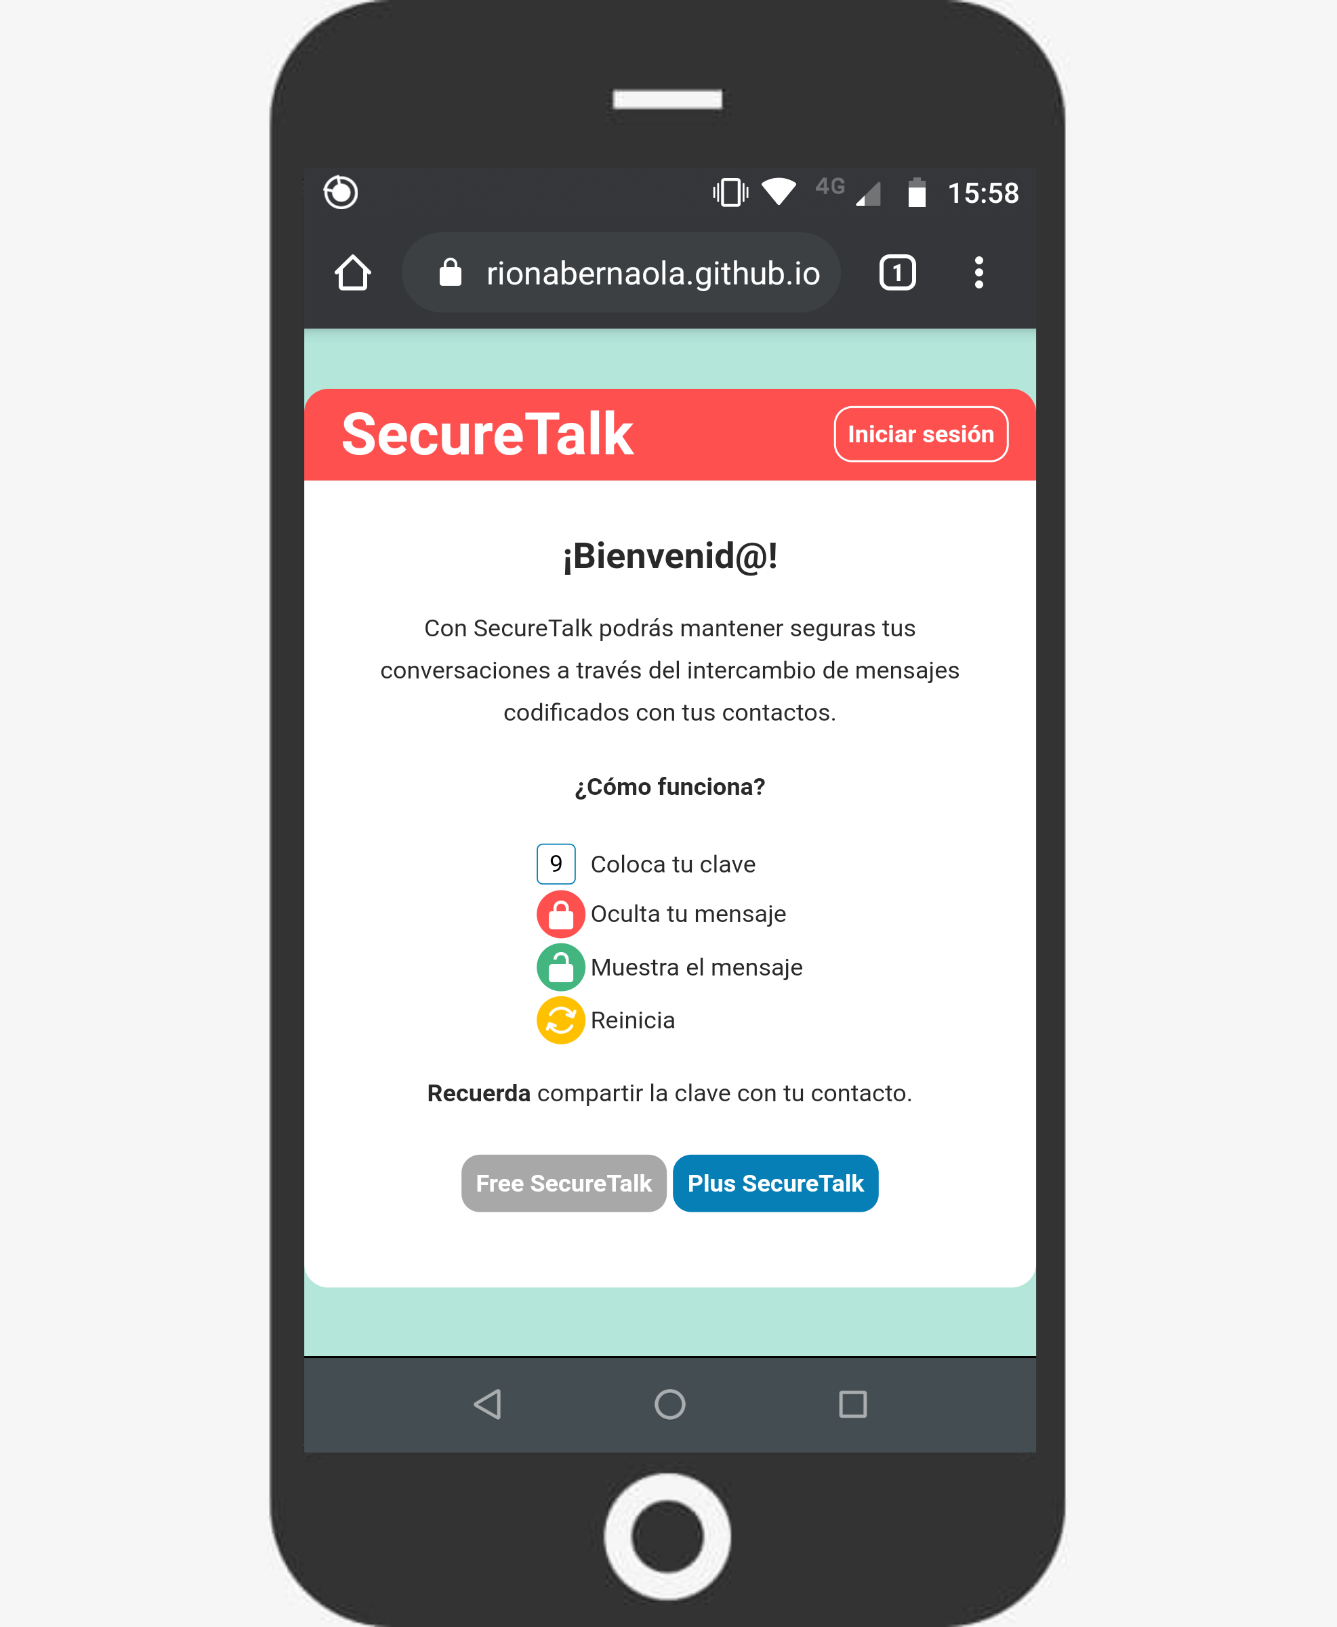 4G 15:58
rionabernaola.github.io 1
SecureTalk
Iniciar sesión
¡Bienvenid@!
Con SecureTalk podrás mantener seguras tus
conversaciones a través del intercambio de mensajes
codificados con tus contactos.
¿Cómo funciona?
9 Coloca tu clave
Oculta tu mensaje
Muestra el mensaje
Reinicia
Recuerda compartir la clave con tu contacto.
Free SecureTalk Plus SecureTalk